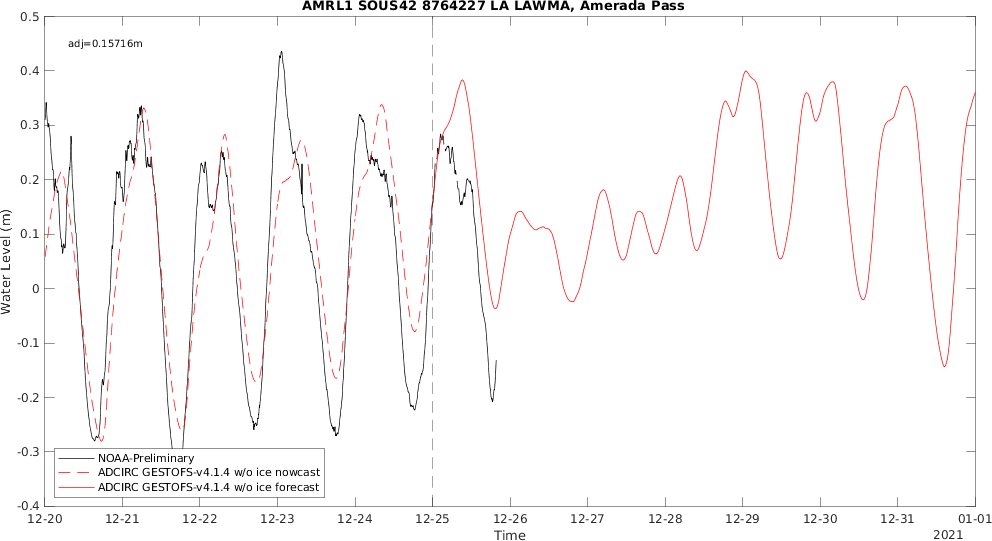 AMRL1 SOUS42 8764227 LA LAWMA, Amerada Pass
adj=0.15716m
Water Level (m)
0.5
0.4
0.3
0.2
0.1
0
-0.1
-0.2
-0.3
-0.4
NOAA-Preliminary
ADCIRC GESTOFS-v4.1.4 w/o ice nowcast
ADCIRC GESTOFS-v4.1.4 w/o ice forecast
12-20 12-21 12-22 12-23 12-24 12-25 12-26 12-27 12-28 12-29 12-30 12-31 01-01
Time
2021